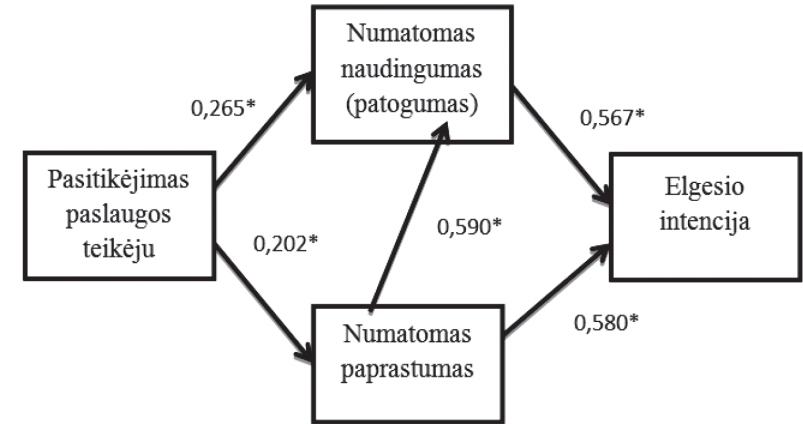 Numatomas
naudingumas
(patogumas)
0,265*
0,567*
Pasitikėjimas
paslaugos
teikėju
Elgesio
intencija
0,202*
0,590*
0,580*
Numatomas
paprastumas